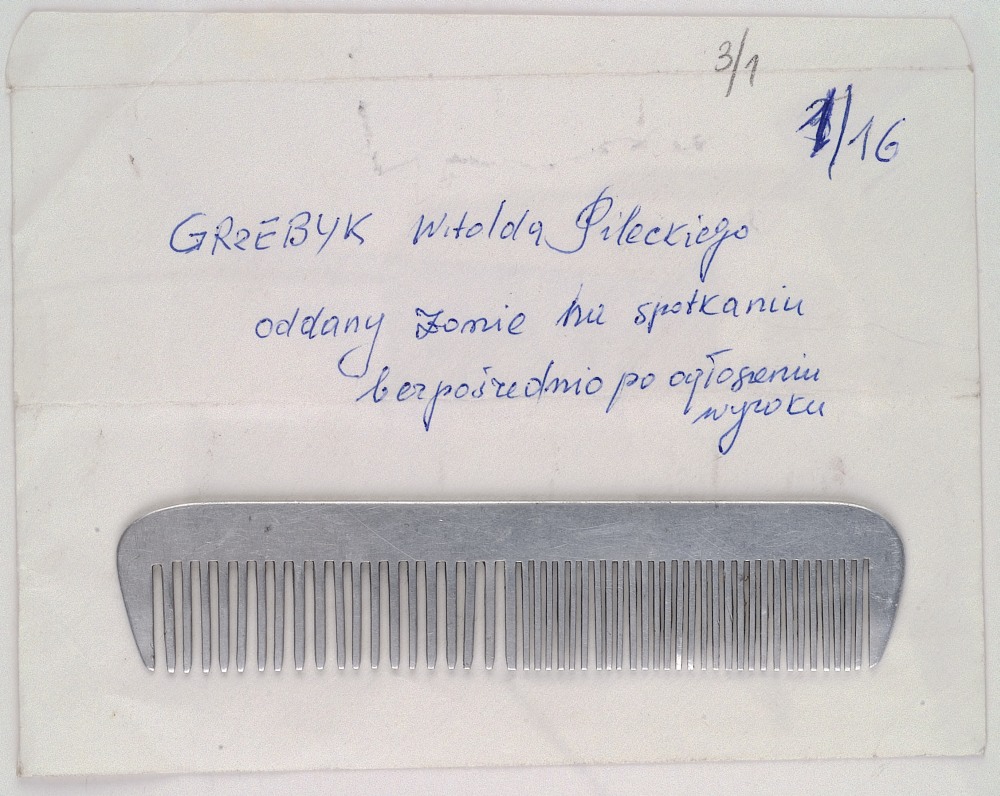 3/1
1/16
GRZEBYK Witolda Pileckiego
oddany żonie na spotkaniu
bezpośrednio po ogłoszeniu
wyroku